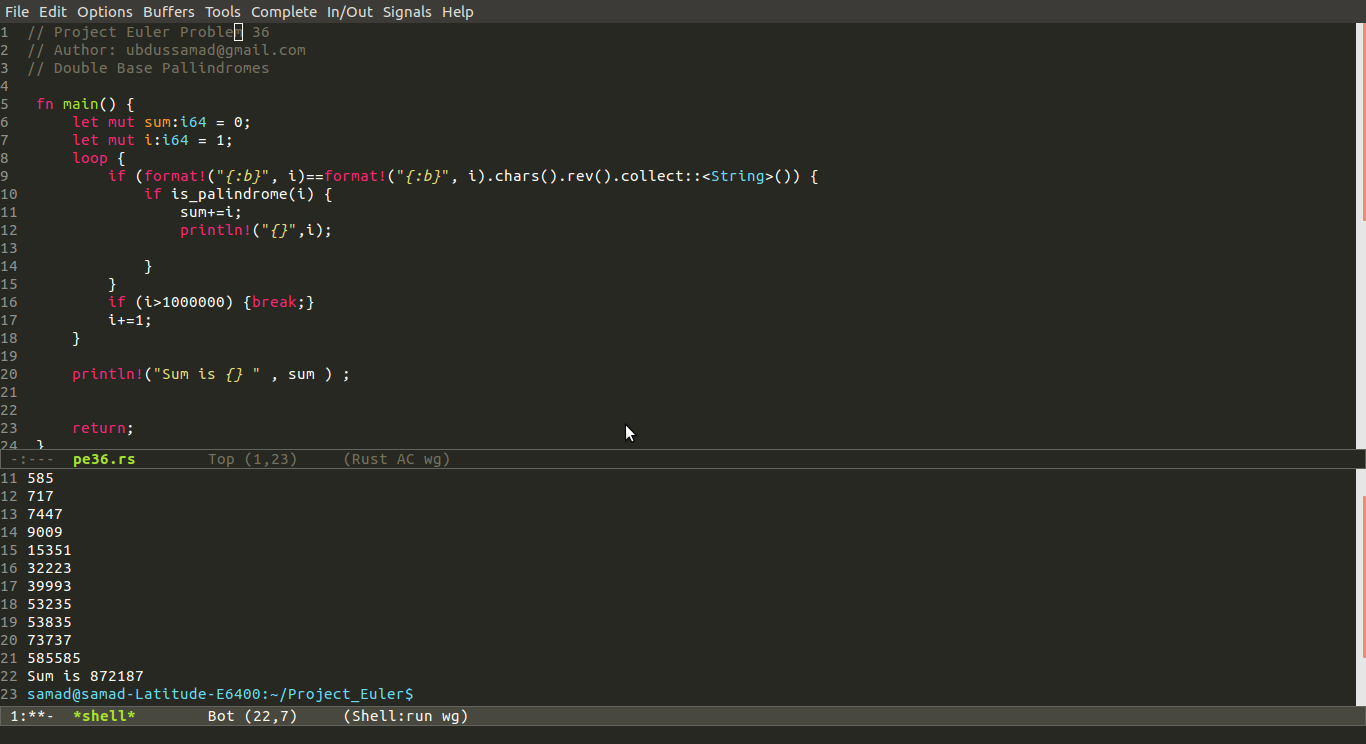 File Edit Options Buffers Tools Complete In/Out Signals Help
1 // Project Euler Problem 36
2 // Author: ubdussamad@gmail.com
3 // Double Base Pallindromes
4
5 fn main() {
6 let mut sum:i64 = 0;
7 let mut i:i64 = 1;
8 loop {
9 if (format!("{:b}", i)==format!("{:b}", i).chars().rev().collect::<String>()) {
10 if is_palindrome(i) {
11 sum+=i;
12 println!("{}",i);
13
14 }
15 }
16 if (i>1000000) {break;}
17 i+=1;
18 }
19
20 println!("Sum is {} " , sum ) ;
21
22
23 return;
24 }
-:--- pe36.rs Top (1,23) (Rust AC wg)
11 585
12 717
13 7447
14 9009
15 15351
16 32223
17 39993
18 53235
19 53835
20 73737
21 585585
22 Sum is 872187
23 samad@samad-Latitude-E6400:~/Project_Euler$
1:**- *shell* Bot (22,7) (Shell:run wg)